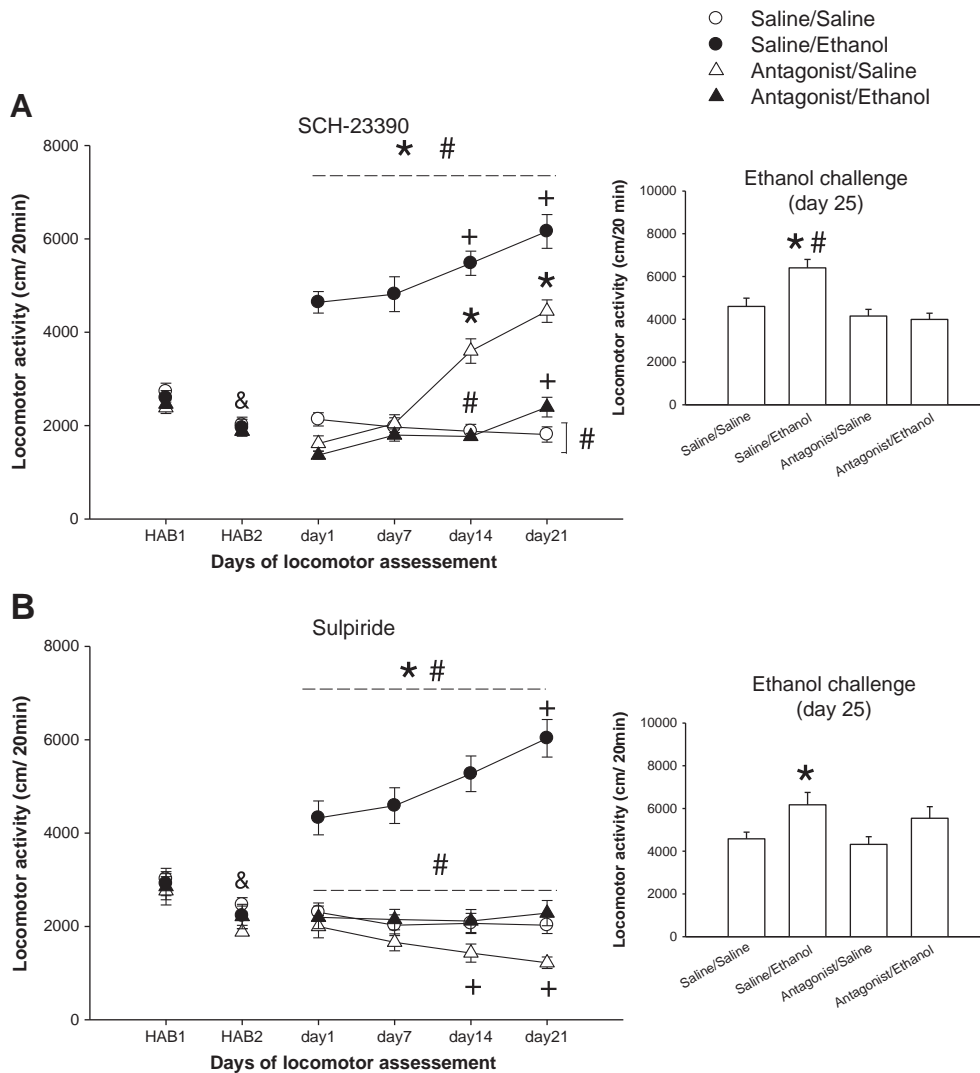 Saline/Saline
Saline/Ethanol
Antagonist/Saline
Antagonist/Ethanol
A
SCH-23390
* #
8000
6000
4000
2000
0
Locomotor activity (cm/ 20min)
+
+
*
*
&
#
+
#
HAB1 HAB2 day1 day7 day14 day21
Days of locomotor assessement
Ethanol challenge
(day 25)
* #
10000
8000
6000
4000
2000
0
Locomotor activity (cm/20 min)
Saline/Saline
Saline/Ethanol
Antagonist/Saline
Antagonist/Ethanol
B
Sulpiride
* #
8000
6000
4000
2000
0
Locomotor activity (cm/ 20min)
+
&
#
+ +
HAB1 HAB2 day1 day7 day14 day21
Days of locomotor assessement
Ethanol challenge
(day 25)
*
10000
8000
6000
4000
2000
0
Locomotor activity (cm/ 20min)
Saline/Saline
Saline/Ethanol
Antagonist/Saline
Antagonist/Ethanol